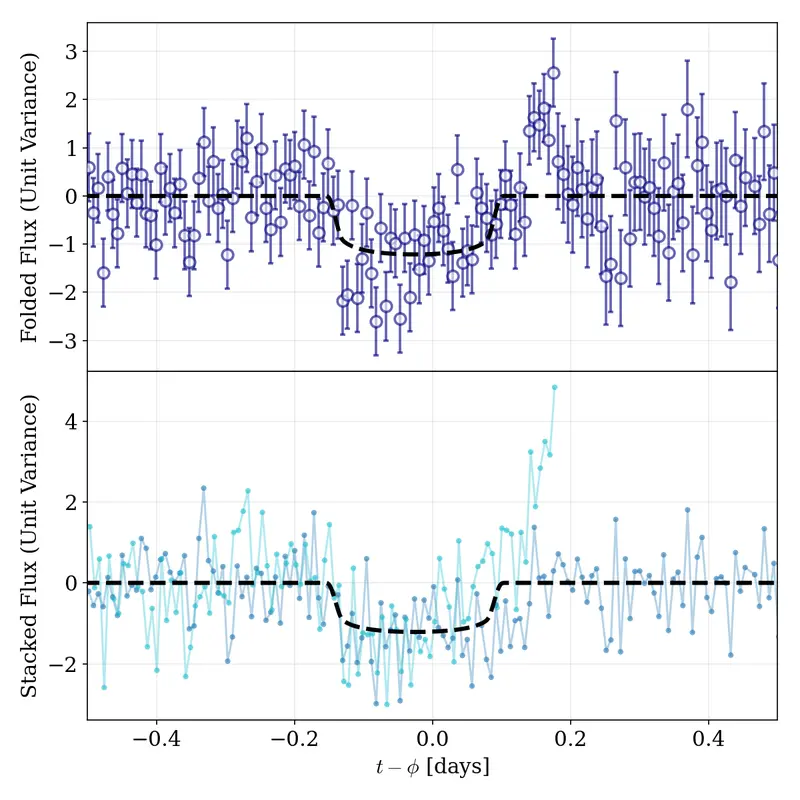 Folded Flux (Unit Variance)
3
2
1
0
−1
−2
−3
Stacked Flux (Unit Variance)
4
2
0
−2
−0.4 −0.2 0.0 0.2 0.4
t − ϕ [days]